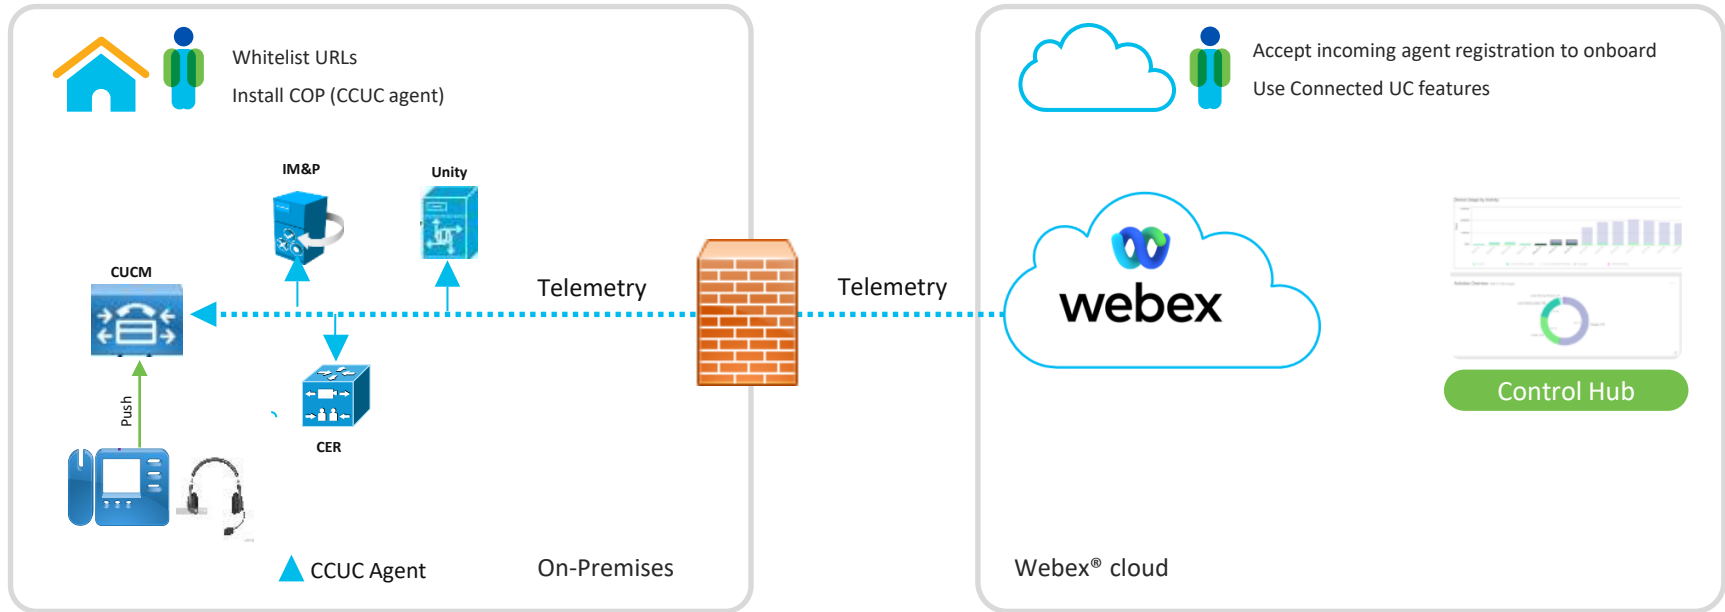 Whitelist URLs
Install COP (CCUC agent)
IM&P
Unity
CUCM
Telemetry
Push
CER
CCUC Agent
On-Premises
Telemetry
Accept incoming agent registration to onboard
Use Connected UC features
webex
Control Hub
Webex® cloud